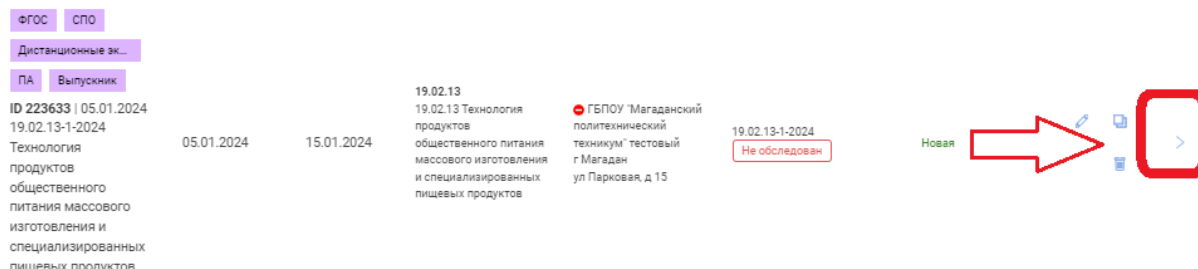 ФГОС СПО
Дистанционные эк...
ПА Выпускник
ID 223633 | 05.01.2024
19.02.13-1-2024
Технология
продуктов
общественного
питания массового
изготовления и
специализированных
пищевых продуктов
05.01.2024
15.01.2024
19.02.13
19.02.13 Технология
продуктов
общественного питания
массового изготовления
и специализированных
пищевых продуктов
ГБПОУ "Магаданский
политехнический
техникум" тестовый
г Магадан
ул Парковая, д 15
19.02.13-1-2024
Не обследован
Новая